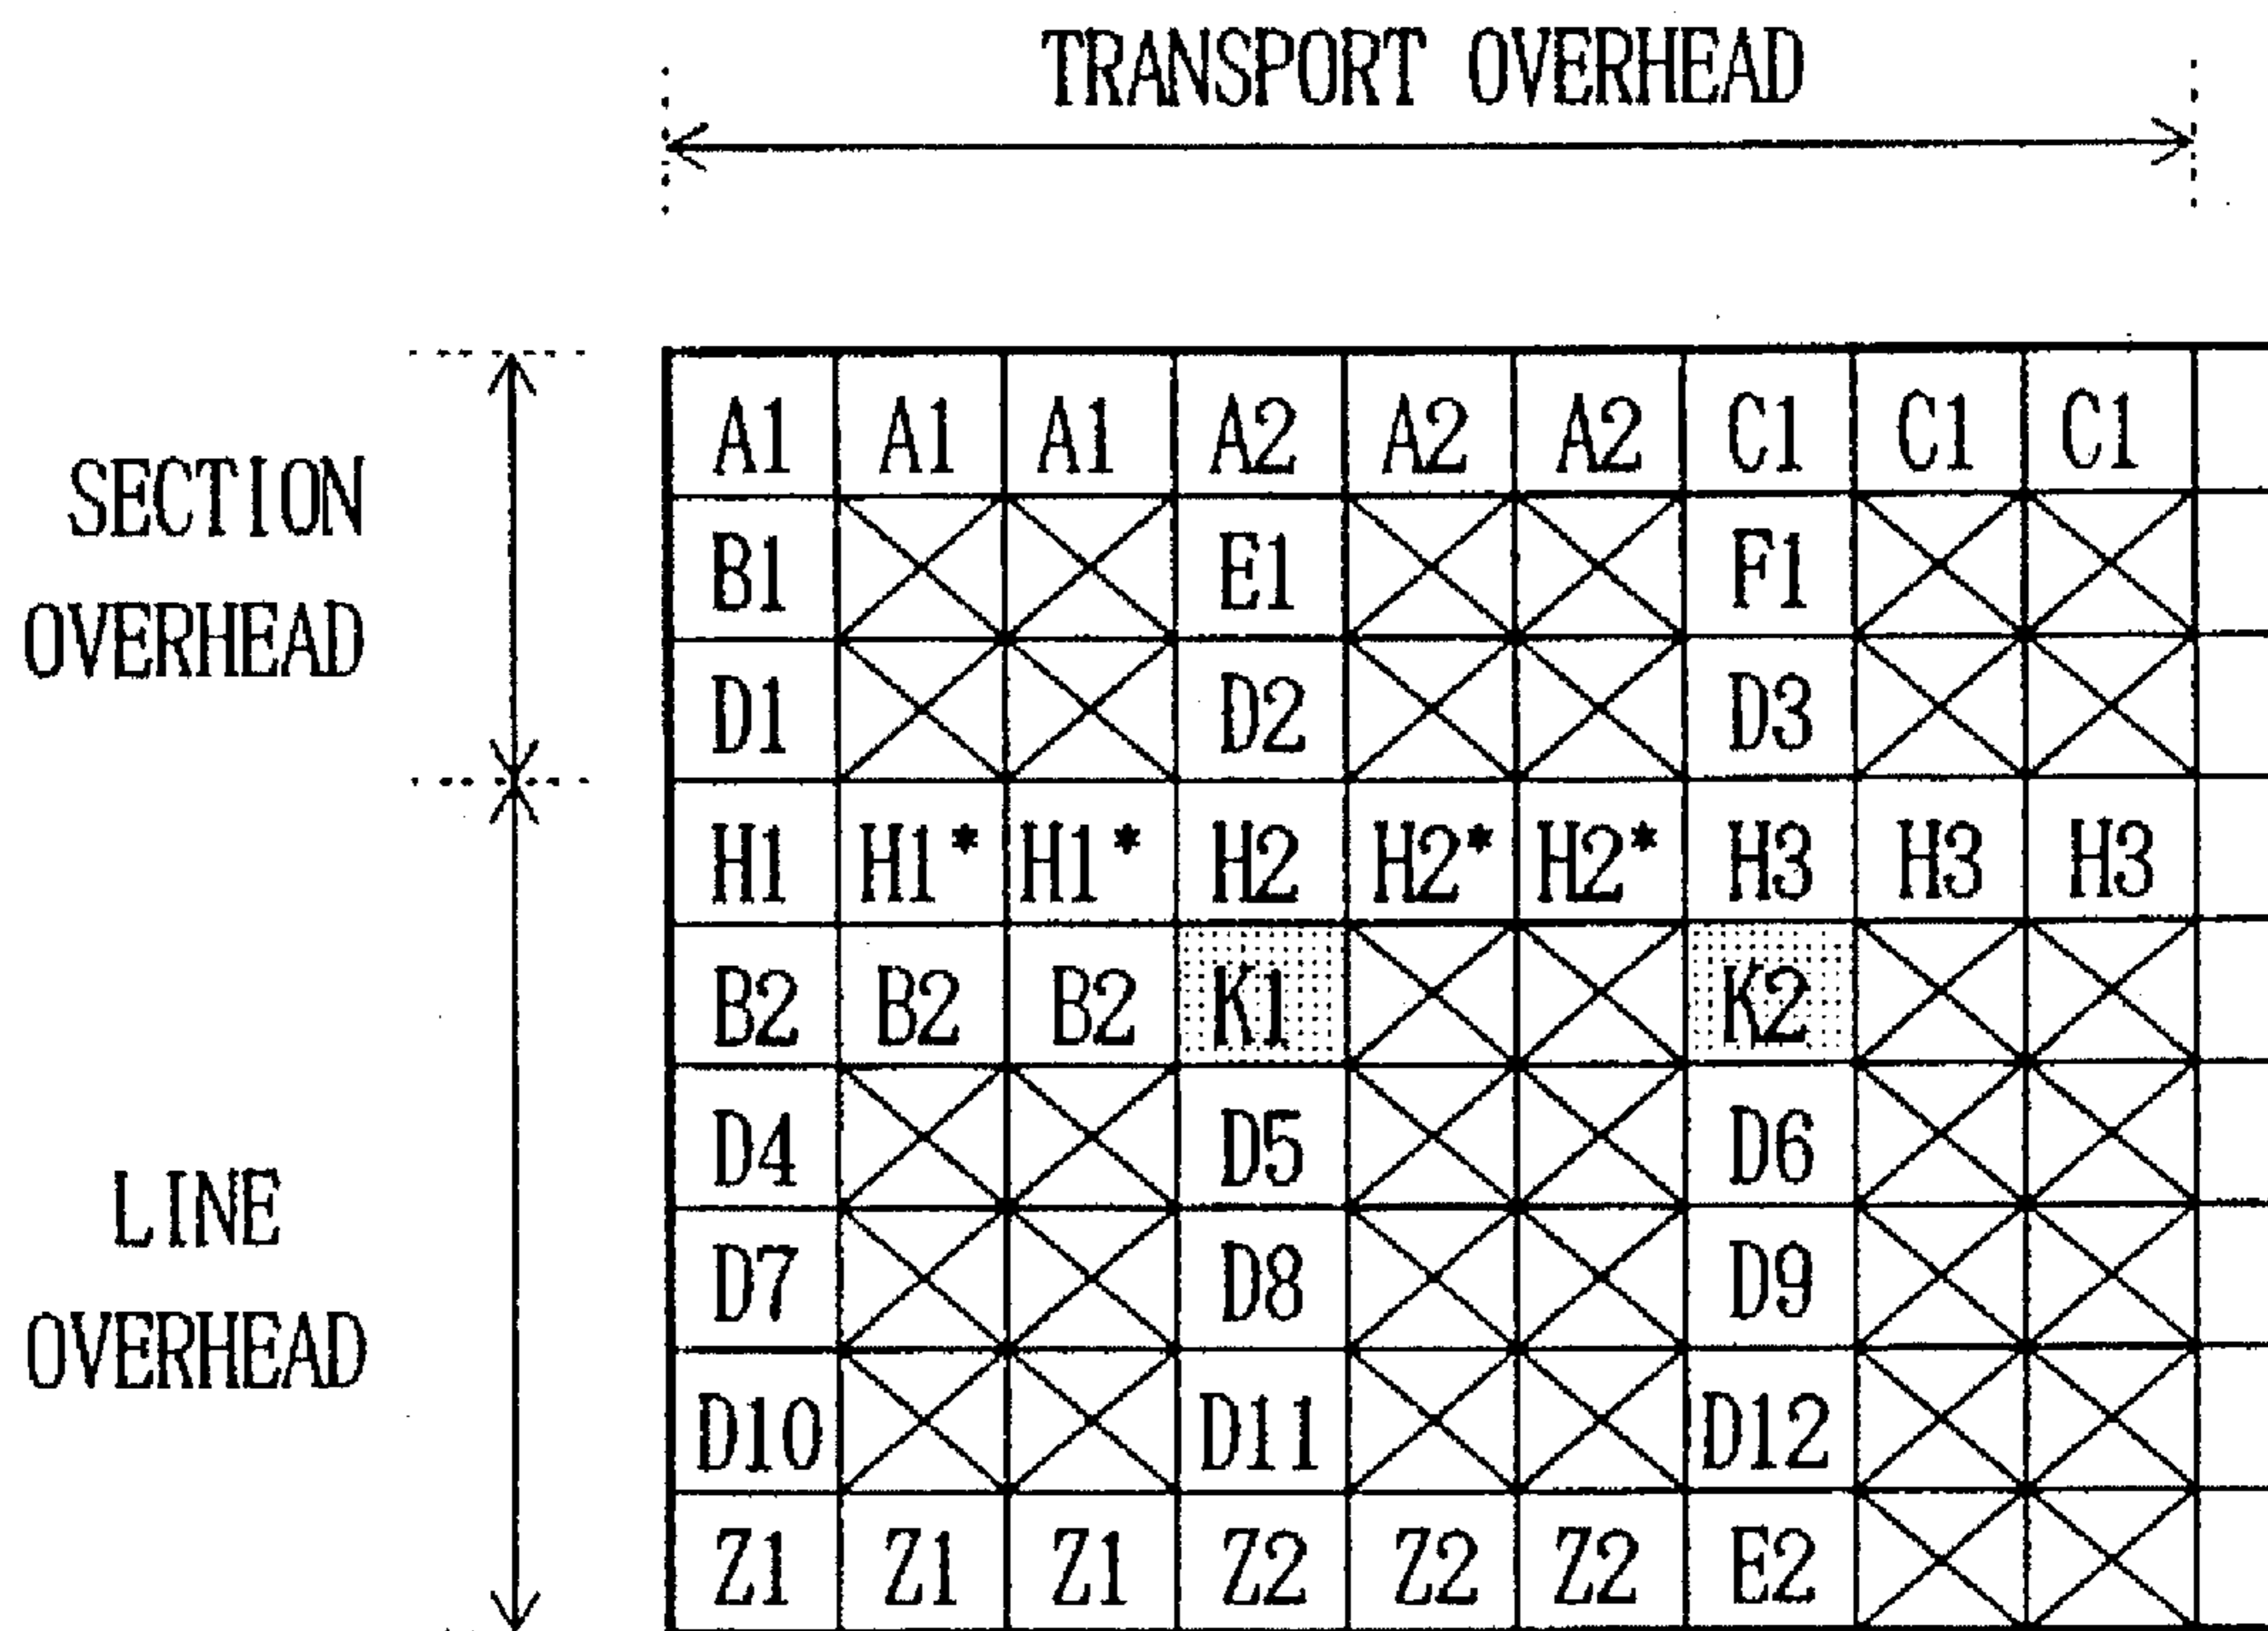 TRANSPORT OVERHEAD
SECTION
OVERHEAD
LINE
OVERHEAD
A1 A1 A1 A2 A2 A2 C1 C1 C1
B1 E1 F1
D1 D2 D3
H1 H1* H1* H2 H2* H2* H3 H3 H3
B2 B2 B2 K1 K2
D4 D5 D6
D7 D8 D9
D10 D11 D12
Z1 Z1 Z1 Z2 Z2 Z2 E2